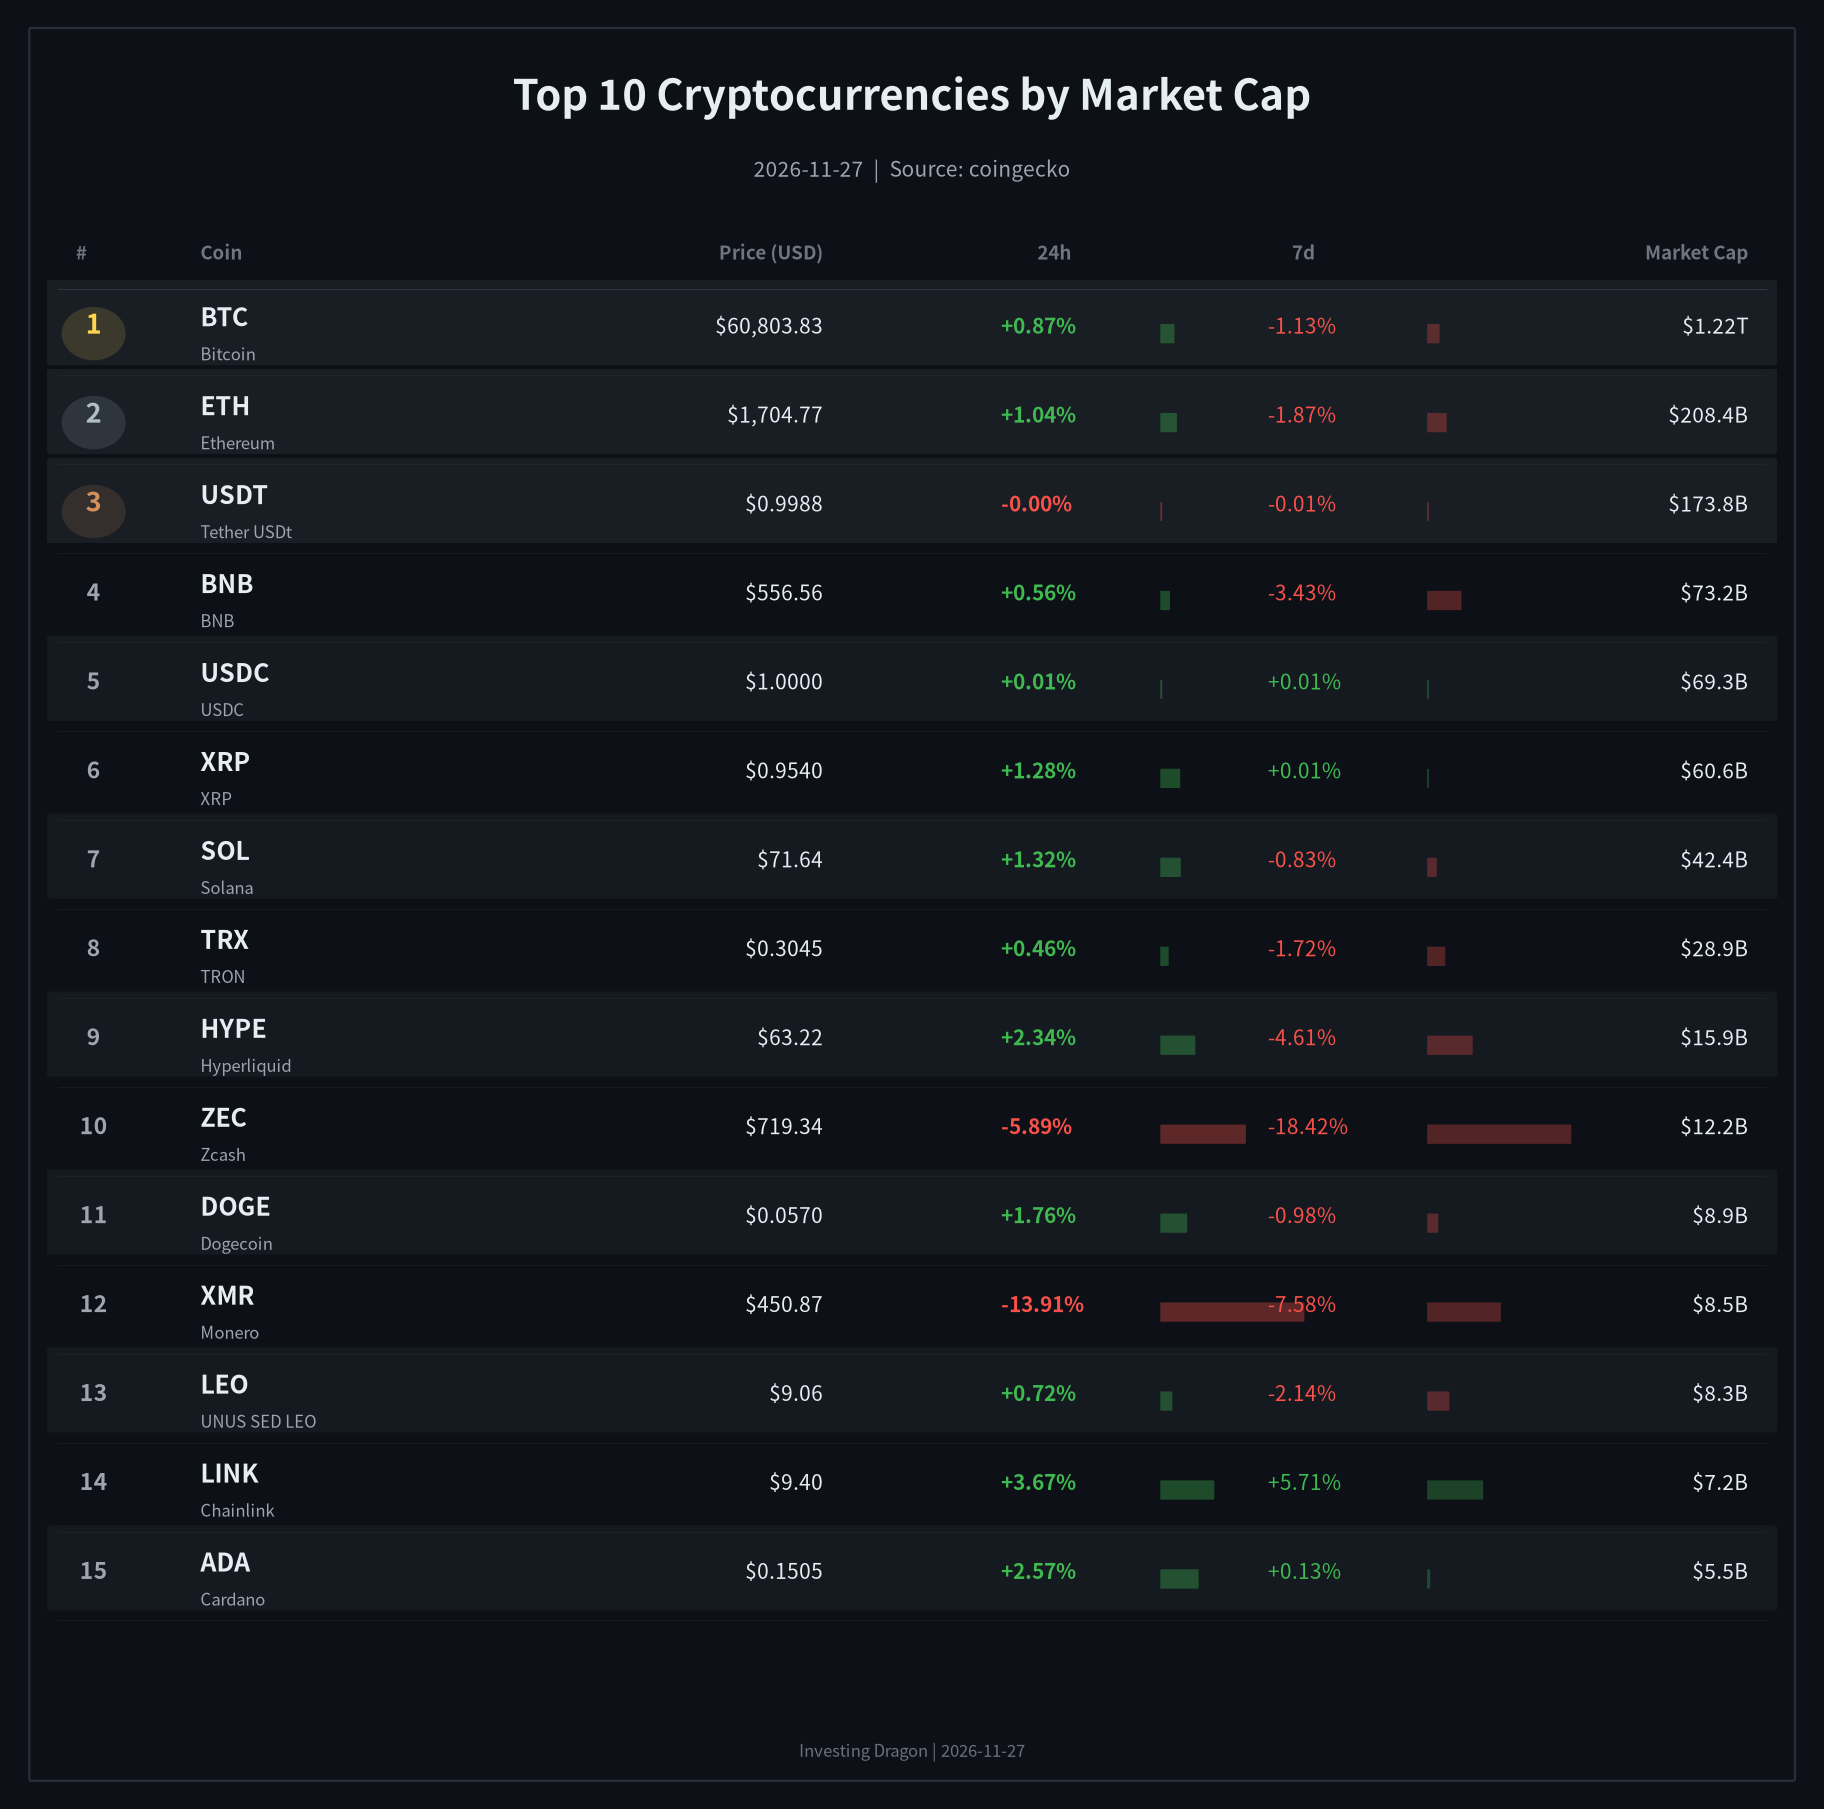 Top 10 Cryptocurrencies by Market Cap
2026-11-27 | Source: coingecko
# Coin Price (USD) 24h 7d Market Cap
1 BTC $60,803.83 +0.87% -1.13% $1.22T
Bitcoin
2 ETH $1,704.77 +1.04% -1.87% $208.4B
Ethereum
3 USDT $0.9988 -0.00% -0.01% $173.8B
Tether USDt
4 BNB $556.56 +0.56% -3.43% $73.2B
BNB
5 USDC $1.0000 +0.01% +0.01% $69.3B
USDC
6 XRP $0.9540 +1.28% +0.01% $60.6B
XRP
7 SOL $71.64 +1.32% -0.83% $42.4B
Solana
8 TRX $0.3045 +0.46% -1.72% $28.9B
TRON
9 HYPE $63.22 +2.34% -4.61% $15.9B
Hyperliquid
10 ZEC $719.34 -5.89% -18.42% $12.2B
Zcash
11 DOGE $0.0570 +1.76% -0.98% $8.9B
Dogecoin
12 XMR $450.87 -13.91% -7.58% $8.5B
Monero
13 LEO $9.06 +0.72% -2.14% $8.3B
UNUS SED LEO
14 LINK $9.40 +3.67% +5.71% $7.2B
Chainlink
15 ADA $0.1505 +2.57% +0.13% $5.5B
Cardano
Investing Dragon | 2026-11-27